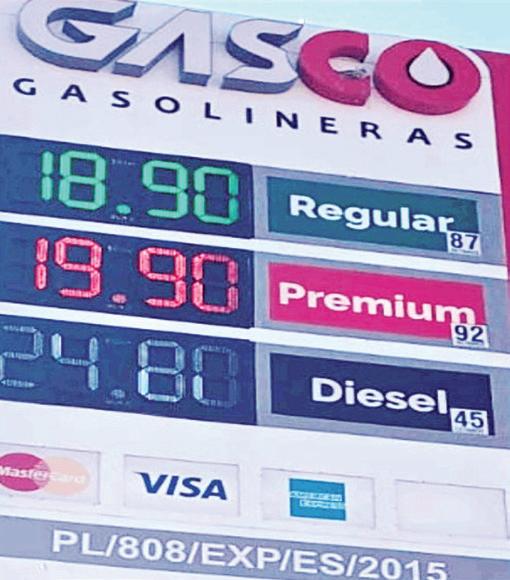 GASCO
GASOLINERAS
18.90 Regular 87
19.90 Premium 92
24.80 Diesel 45
MasterCard VISA AMERICAN EXPRESS
PL/808/EXP/ES/2015